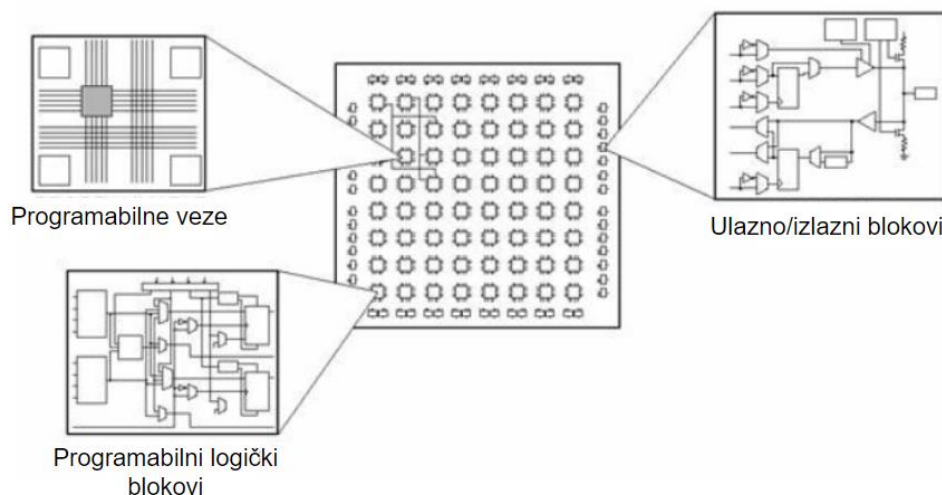 Programabilne veze
Ulazno/izlazni blokovi
Programabilni logički
blokovi